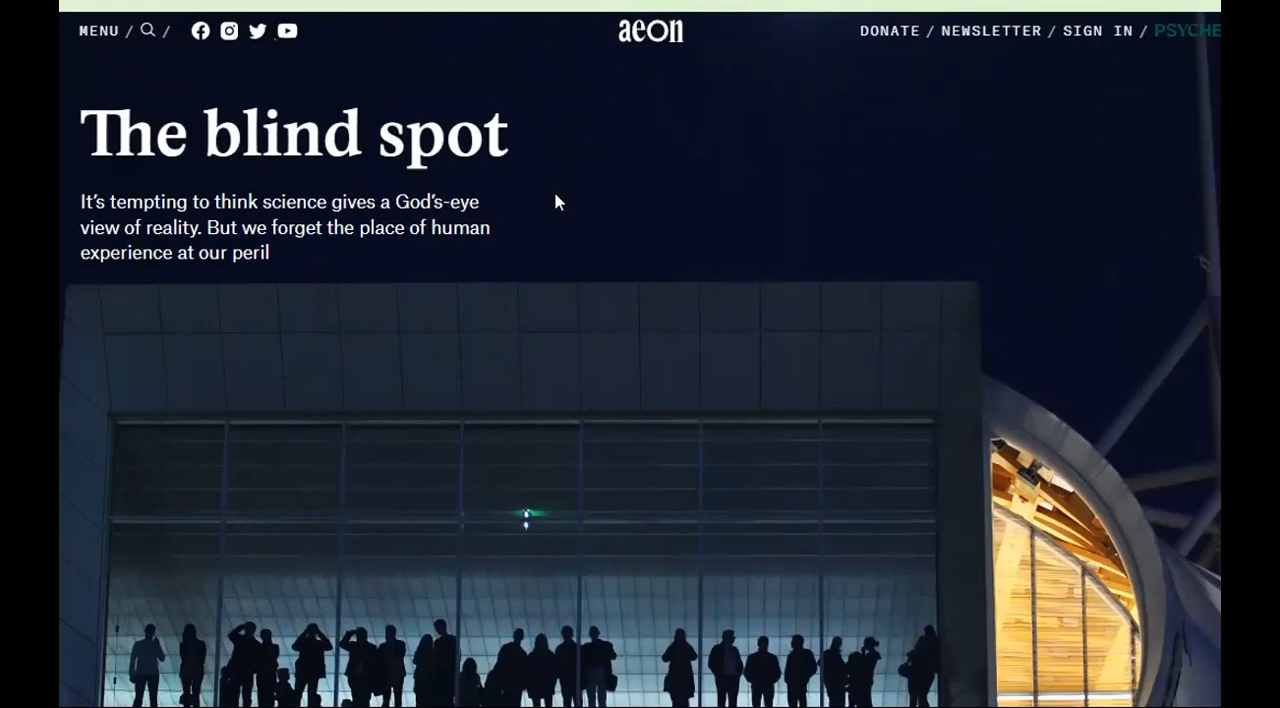 MENU / / aeon DONATE / NEWSLETTER / SIGN IN / PSYCHE
The blind spot
It's tempting to think science gives a God's-eye
view of reality. But we forget the place of human
experience at our peril